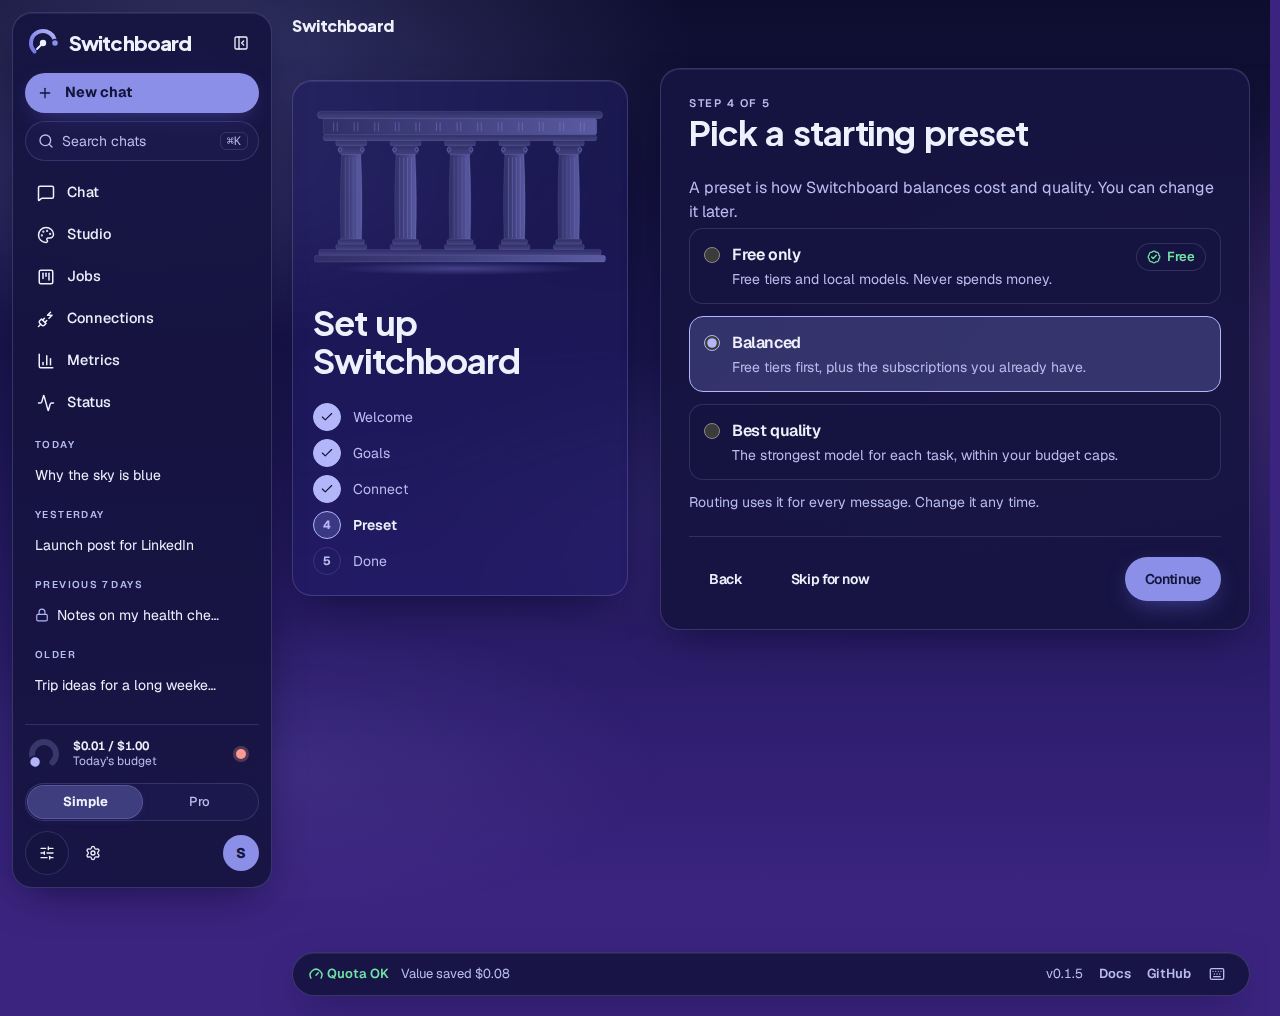 Switchboard
New chat
Search chats ⌘K
Chat
Studio
Jobs
Connections
Metrics
Status
TODAY
Why the sky is blue
YESTERDAY
Launch post for LinkedIn
PREVIOUS 7 DAYS
Notes on my health che...
OLDER
Trip ideas for a long weeke...
$0.01 / $1.00
Today's budget
Simple Pro
S
Switchboard
Set up
Switchboard
Welcome
Goals
Connect
4 Preset
5 Done
STEP 4 OF 5
Pick a starting preset
A preset is how Switchboard balances cost and quality. You can change
it later.
Free only Free
Free tiers and local models. Never spends money.
Balanced
Free tiers first, plus the subscriptions you already have.
Best quality
The strongest model for each task, within your budget caps.
Routing uses it for every message. Change it any time.
Back Skip for now Continue
Quota OK Value saved $0.08 v0.1.5 Docs GitHub